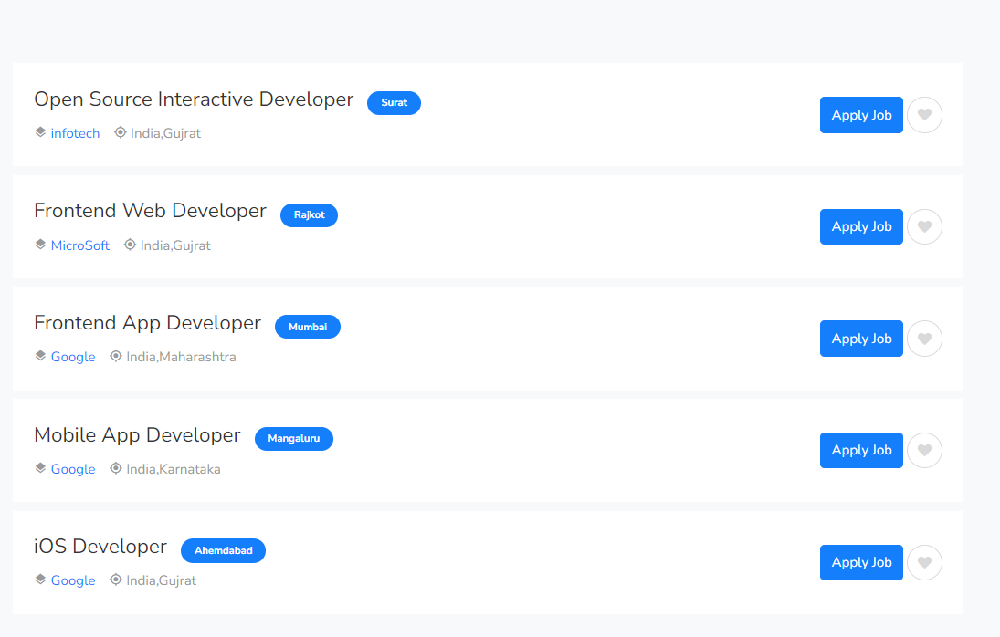 Open Source Interactive Developer Surat
infotech India,Gujrat
Apply Job
Frontend Web Developer Rajkot
MicroSoft India,Gujrat
Apply Job
Frontend App Developer Mumbai
Google India,Maharashtra
Apply Job
Mobile App Developer Mangaluru
Google India,Karnataka
Apply Job
iOS Developer Ahemdabad
Google India,Gujrat
Apply Job